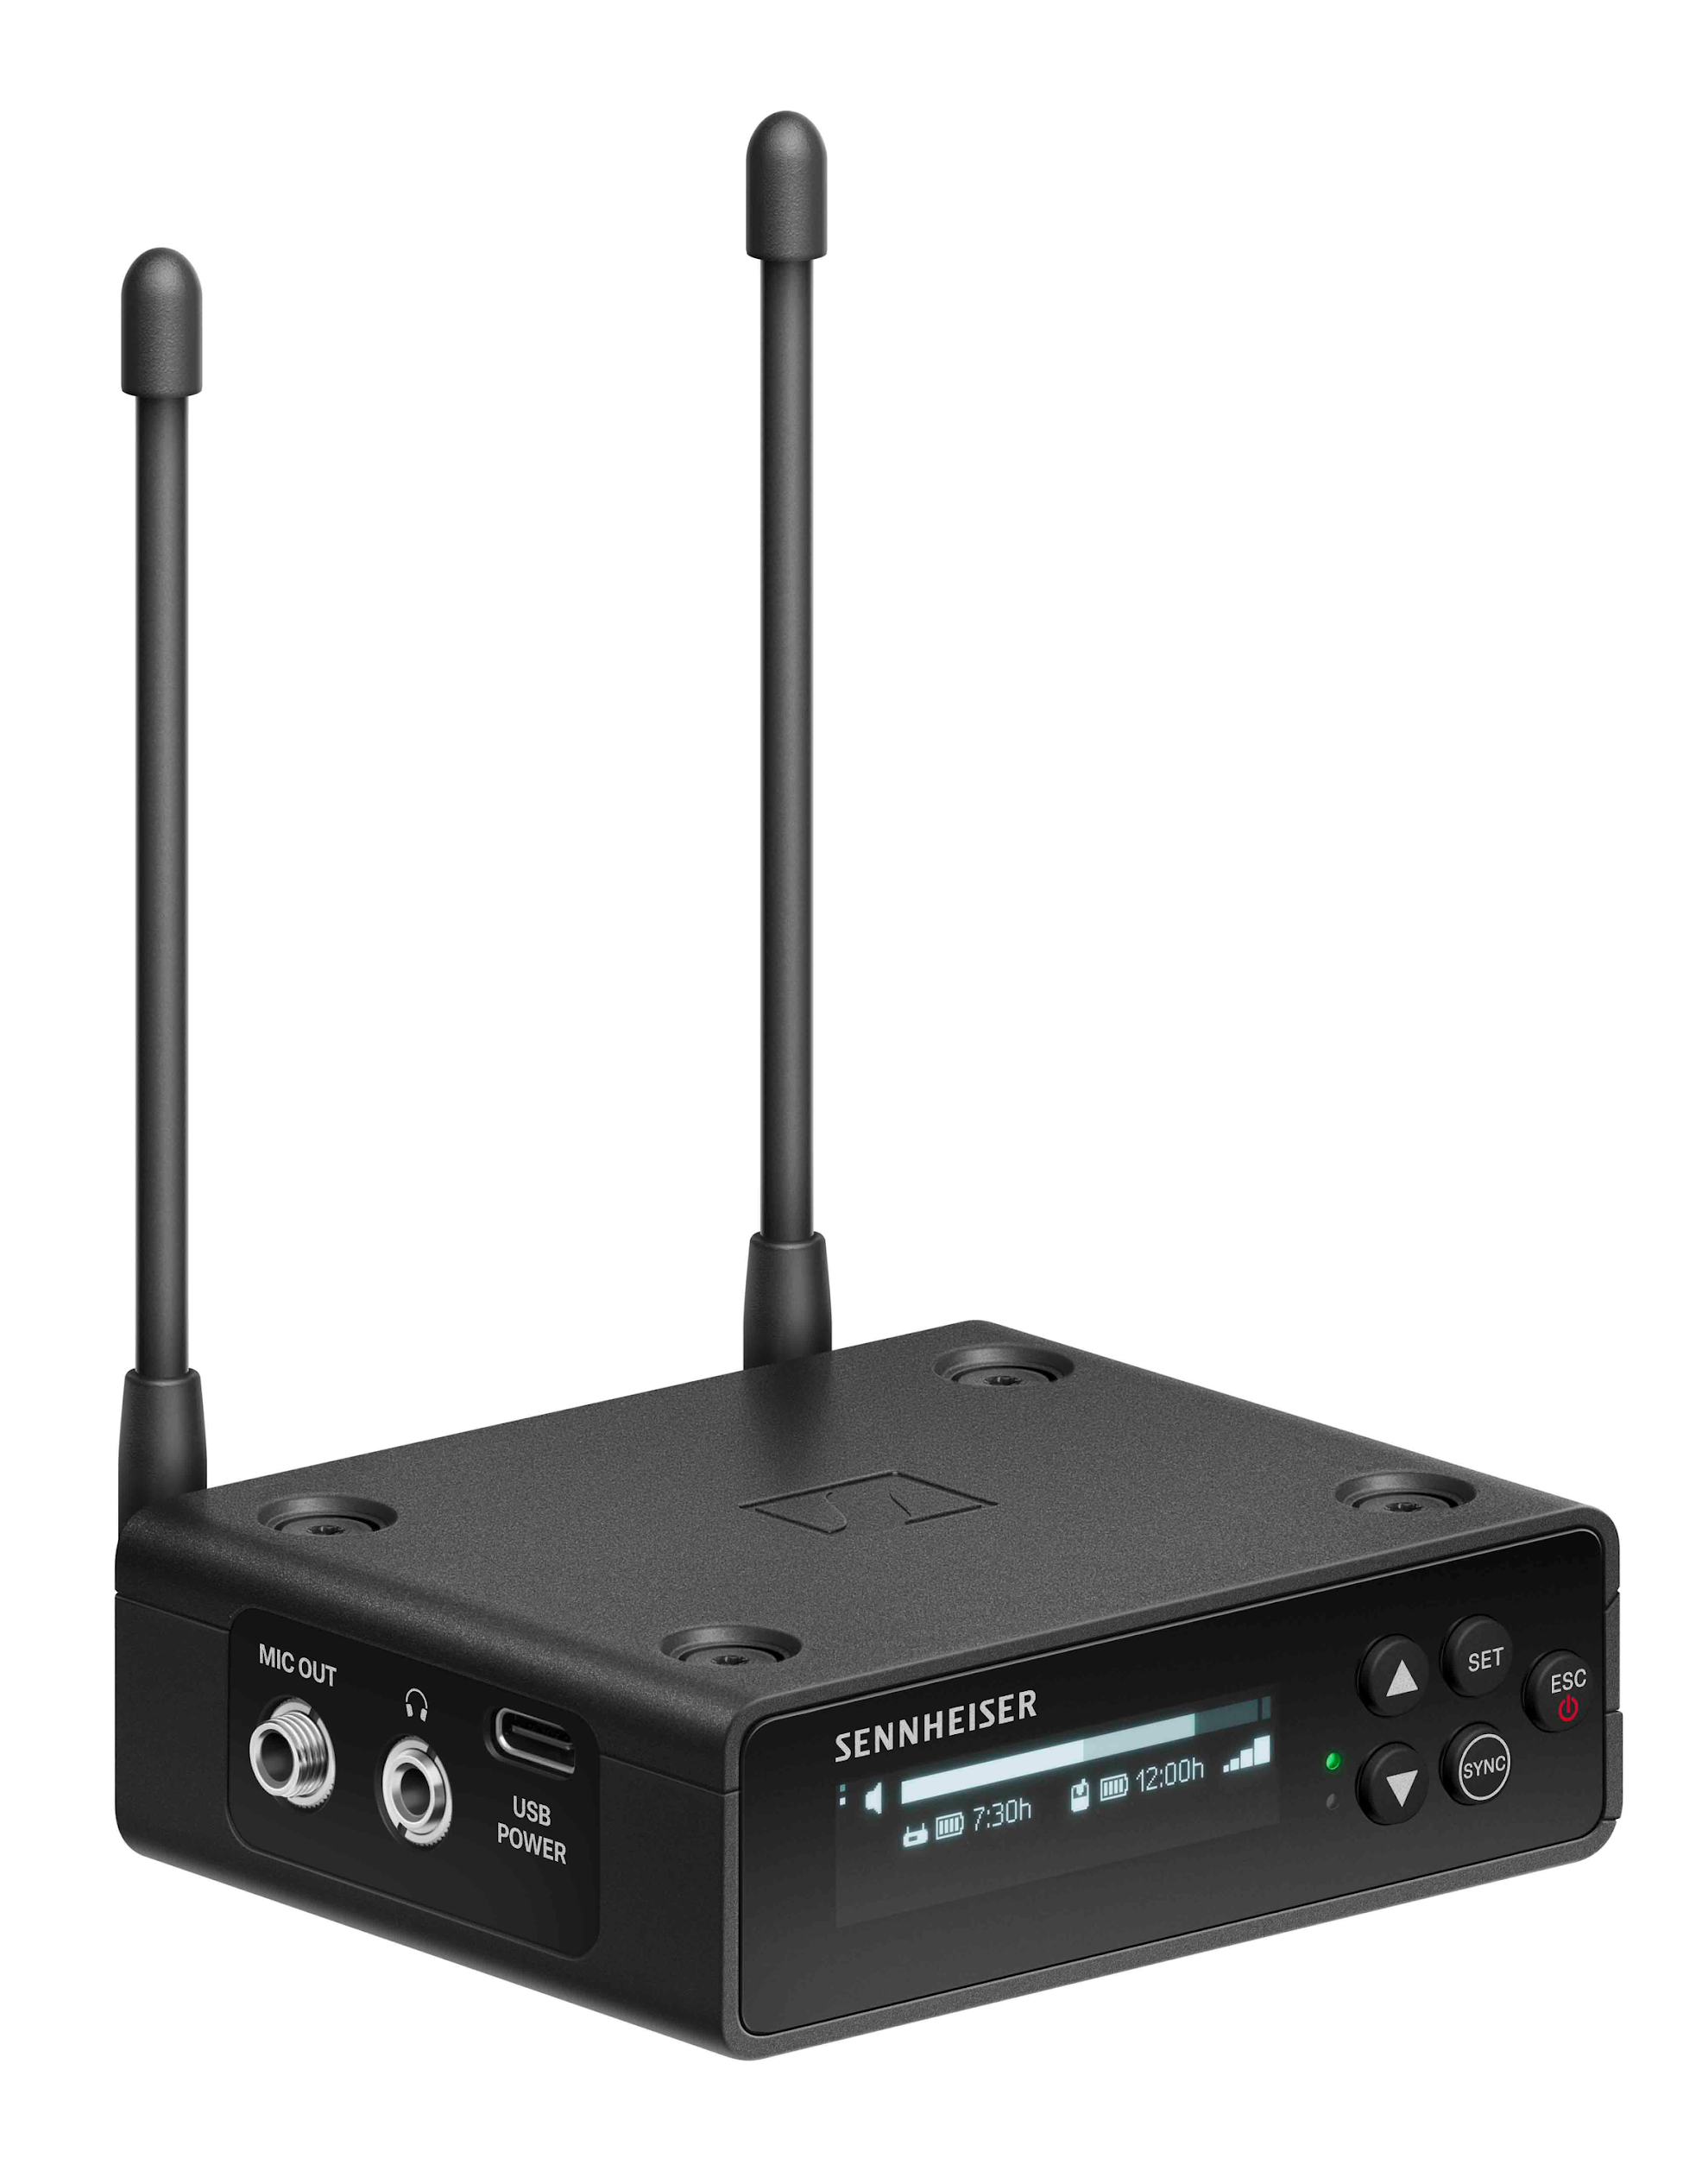 MIC OUT
USB
POWER
SENNHEISER
7:30h
12:00h
SET
ESC
SYNC